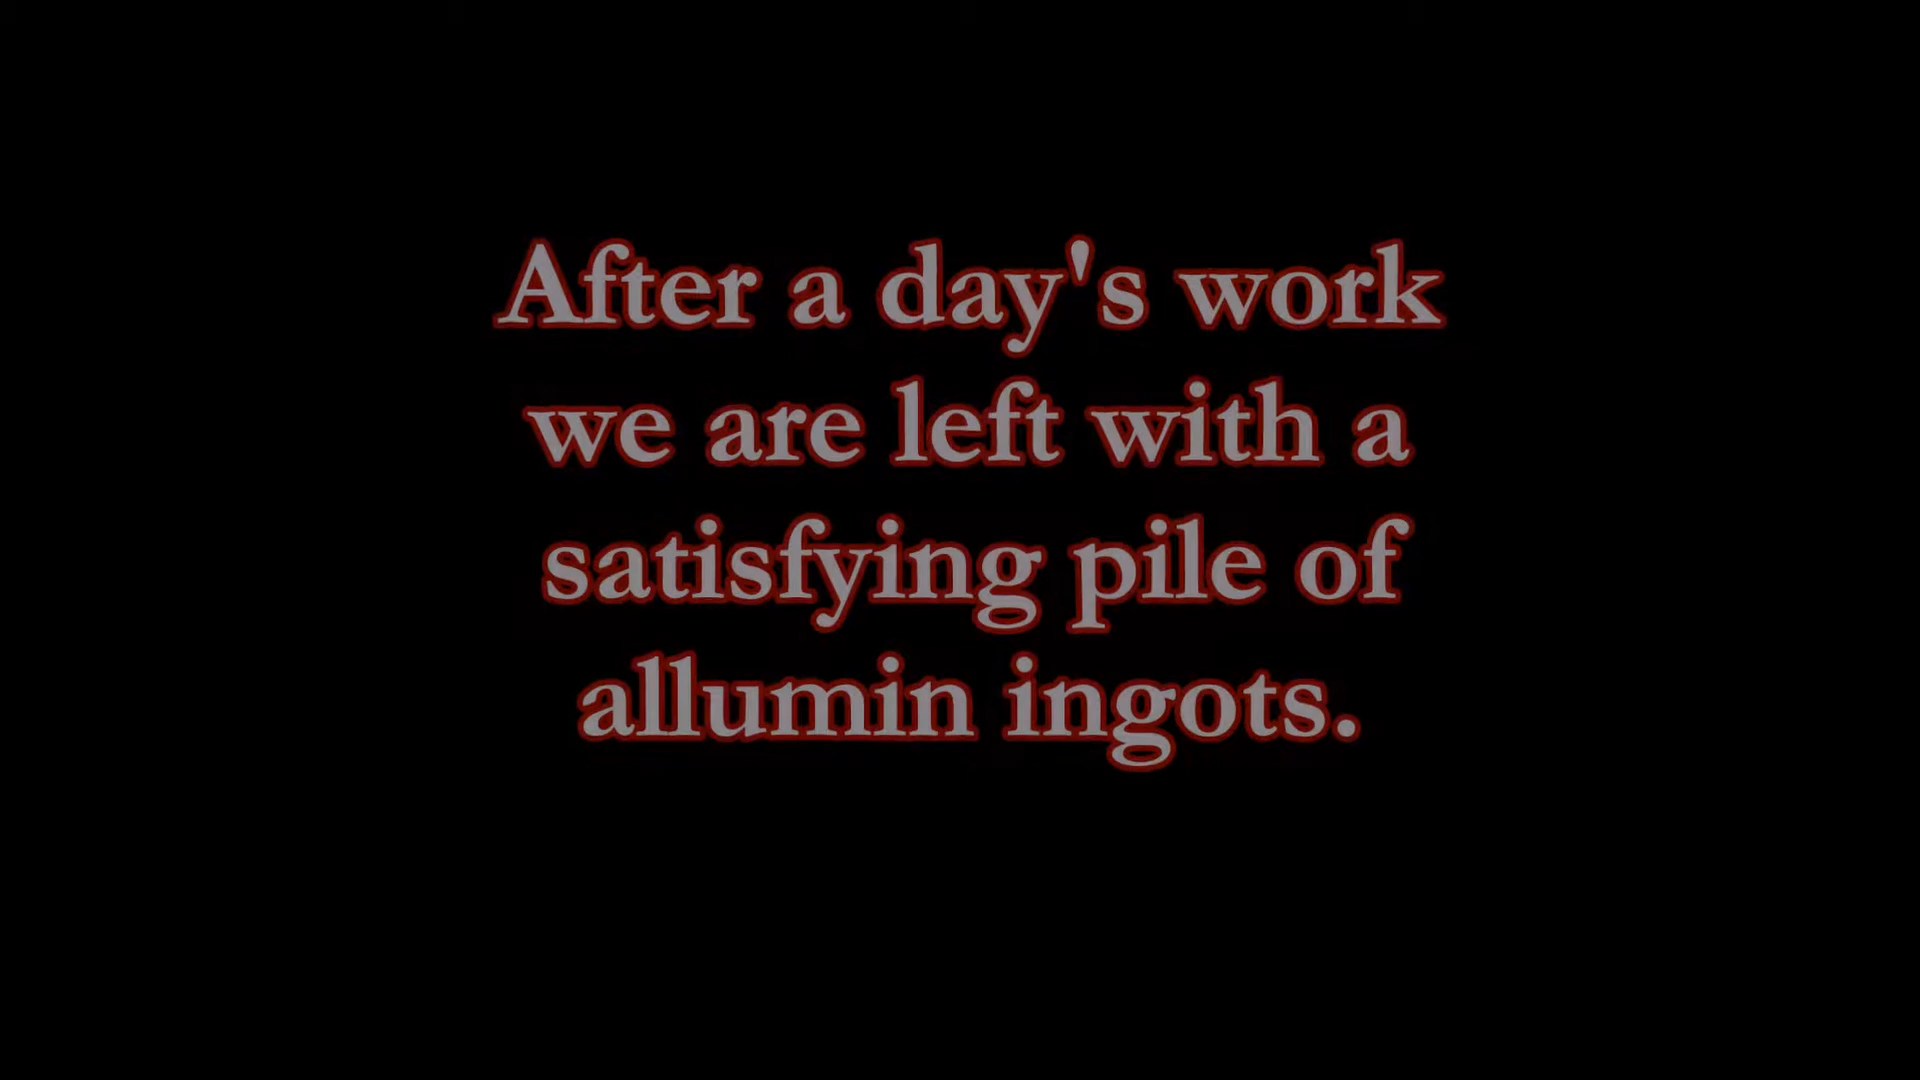 After a day's work
we are left with a
satisfying pile of
allumin ingots.